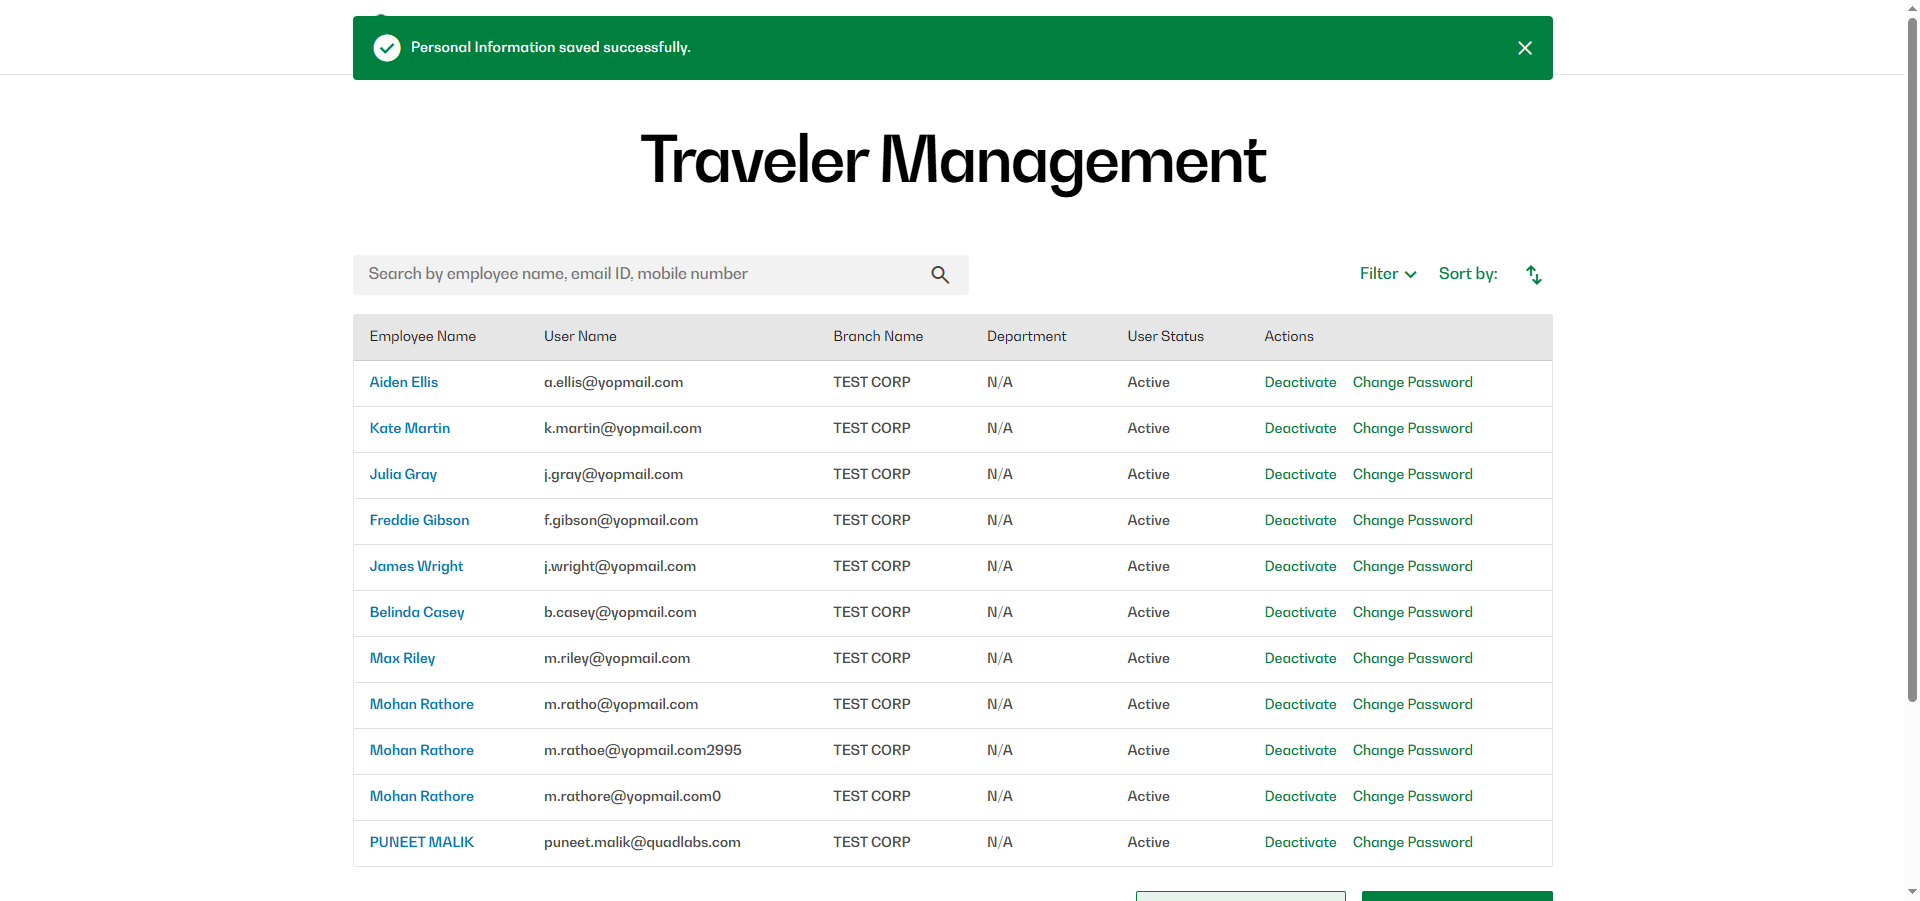 Personal Information saved successfully.
Traveler Management
Search by employee name, email ID, mobile number
Filter Sort by:
Employee Name User Name Branch Name Department User Status Actions
Aiden Ellis a.ellis@yopmail.com TEST CORP N/A Active Deactivate Change Password
Kate Martin k.martin@yopmail.com TEST CORP N/A Active Deactivate Change Password
Julia Gray j.gray@yopmail.com TEST CORP N/A Active Deactivate Change Password
Freddie Gibson f.gibson@yopmail.com TEST CORP N/A Active Deactivate Change Password
James Wright j.wright@yopmail.com TEST CORP N/A Active Deactivate Change Password
Belinda Casey b.casey@yopmail.com TEST CORP N/A Active Deactivate Change Password
Max Riley m.riley@yopmail.com TEST CORP N/A Active Deactivate Change Password
Mohan Rathore m.ratho@yopmail.com TEST CORP N/A Active Deactivate Change Password
Mohan Rathore m.rathoe@yopmail.com2995 TEST CORP N/A Active Deactivate Change Password
Mohan Rathore m.rathore@yopmail.com0 TEST CORP N/A Active Deactivate Change Password
PUNEET MALIK puneet.malik@quadlabs.com TEST CORP N/A Active Deactivate Change Password